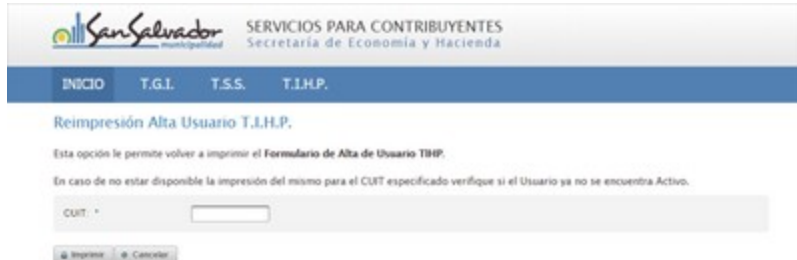 San Salvador
municipalidad
SERVICIOS PARA CONTRIBUYENTES
Secretaría de Economía y Hacienda
INICIO T.G.I. T.S.S. T.I.H.P.
Reimpresión Alta Usuario T.I.H.P.
Esta opción le permite volver a imprimir el Formulario de Alta de Usuario TIHP.
En caso de no estar disponible la impresión del mismo para el CUIT especificado verifique si el Usuario ya no se encuentra Activo.
CUIT: *
Imprimir Cancelar